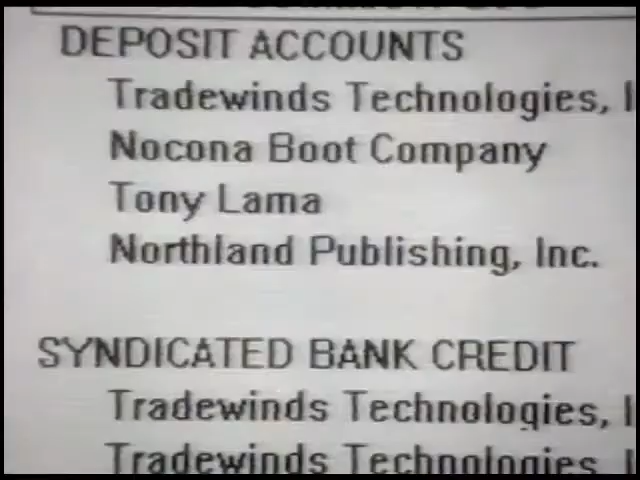 DEPOSIT ACCOUNTS
Tradewinds Technologies,
Nocona Boot Company
Tony Lama
Northland Publishing, Inc.
SYNDICATED BANK CREDIT
Tradewinds Technologies,
Tradewinds Technologies